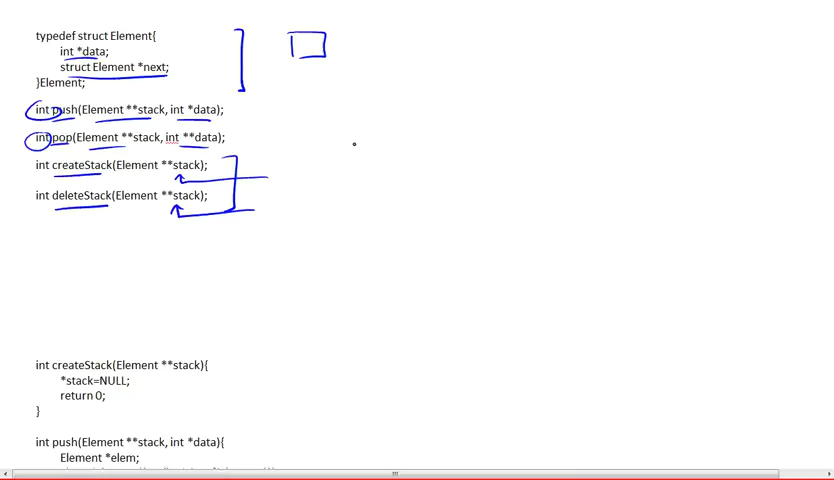 typedef struct Element{
int *data;
struct Element *next;
}Element;
int push(Element **stack, int *data);
int pop(Element **stack, int **data);
int createStack(Element **stack);
int deleteStack(Element **stack);
int createStack(Element **stack){
*stack=NULL;
return 0;
}
int push(Element **stack, int *data){
Element *elem;